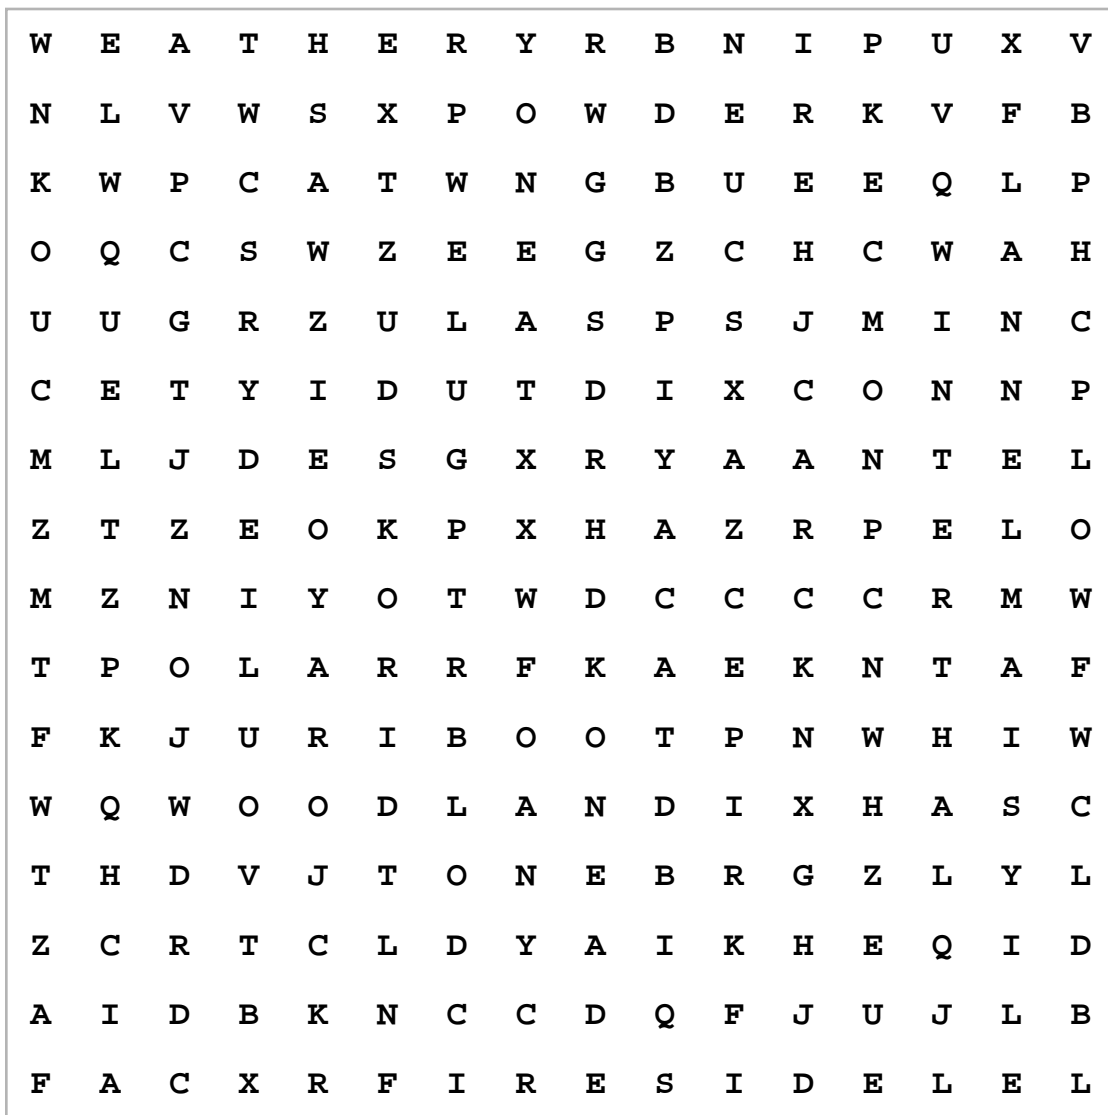 W E A T H E R Y R B N I P U X V
N L V W S X P O W D E R K V F B
K W P C A T W N G B U E E Q L P
O Q C S W Z E E G Z C H C W A H
U U G R Z U L A S P S J M I N C
C E T Y I D U T D I X C O N N P
M L J D E S G X R Y A A N T E L
Z T Z E O K P X H A Z R P E L O
M Z N I Y O T W D C C C C R M W
T P O L A R R F K A E K N T A F
F K J U R I B O O T P N W H I W
W Q W O O D L A N D I X H A S C
T H D V J T O N E B R G Z L Y L
Z C R T C L D Y A I K H E Q I D
A I D B K N C C D Q F J U J L B
F A C X R F I R E S I D E L E L